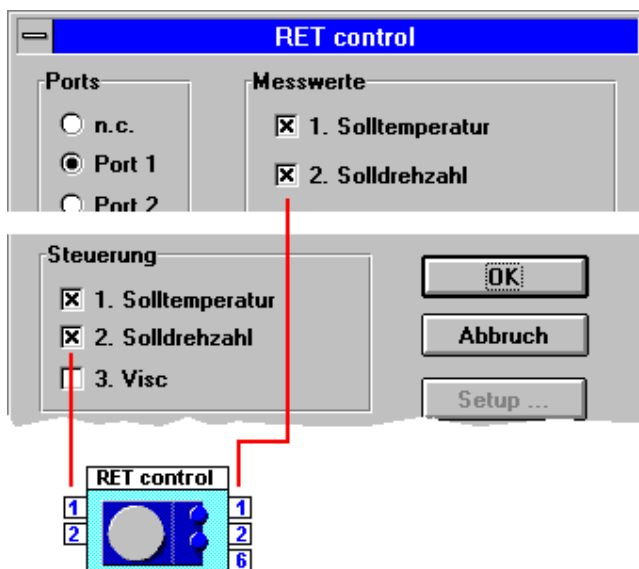 RET control
Ports
Messwerte
n.c.
1. Solltemperatur
Port 1
2. Solldrehzahl
Port 2
Steuerung
1. Solltemperatur
2. Solldrehzahl
3. Visc
OK
Abbruch
Setup ...
RET control
1
2
1
2
6